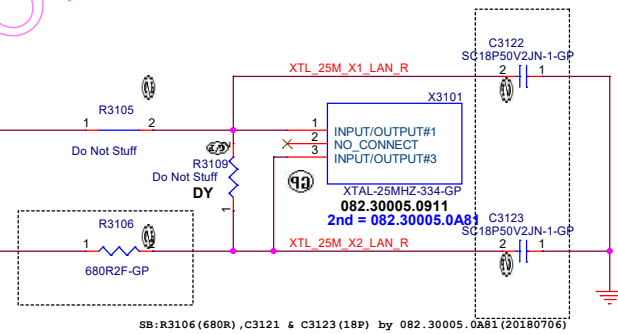 C3122
SC18P50V2JN-1-GP
2
1
XTL_25M_X1_LAN_R
X3101
R3105
1
2
Do Not Stuff
1
INPUT/OUTPUT#1
2
NO_CONNECT
3
INPUT/OUTPUT#3
2
R3109
Do Not Stuff
DY
1
GP
XTAL-25MHZ-334-GP
082.30005.0911
2nd = 082.30005.0A81
R3106
1
2
680R2F-GP
XTL_25M_X2_LAN_R
C3123
SC18P50V2JN-1-GP
2
1
SB:R3106(680R),C3121 & C3123(18P) by 082.30005.0A81(20180706)